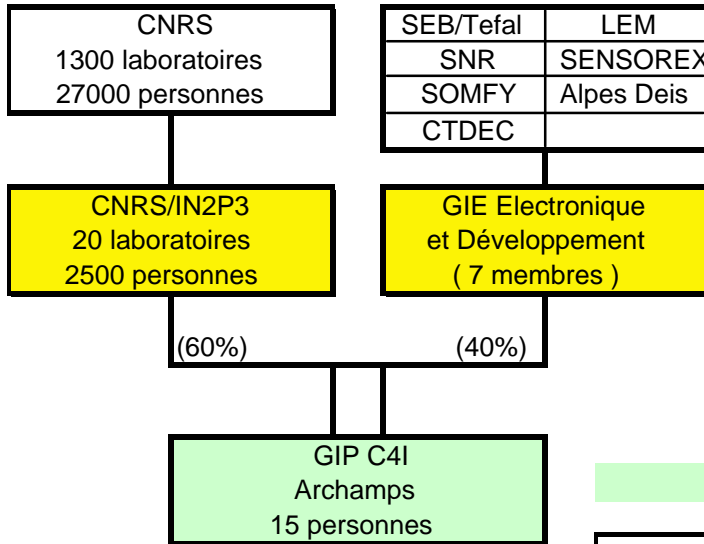 CNRS
1300 laboratoires
27000 personnes
SEB/Tefal LEM
SNR SENSOREX
SOMFY Alpes Deis
CTDEC
CNRS/IN2P3
20 laboratoires
2500 personnes
GIE Electronique
et Développement
( 7 membres )
(60%) (40%)
GIP C4I
Archamps
15 personnes